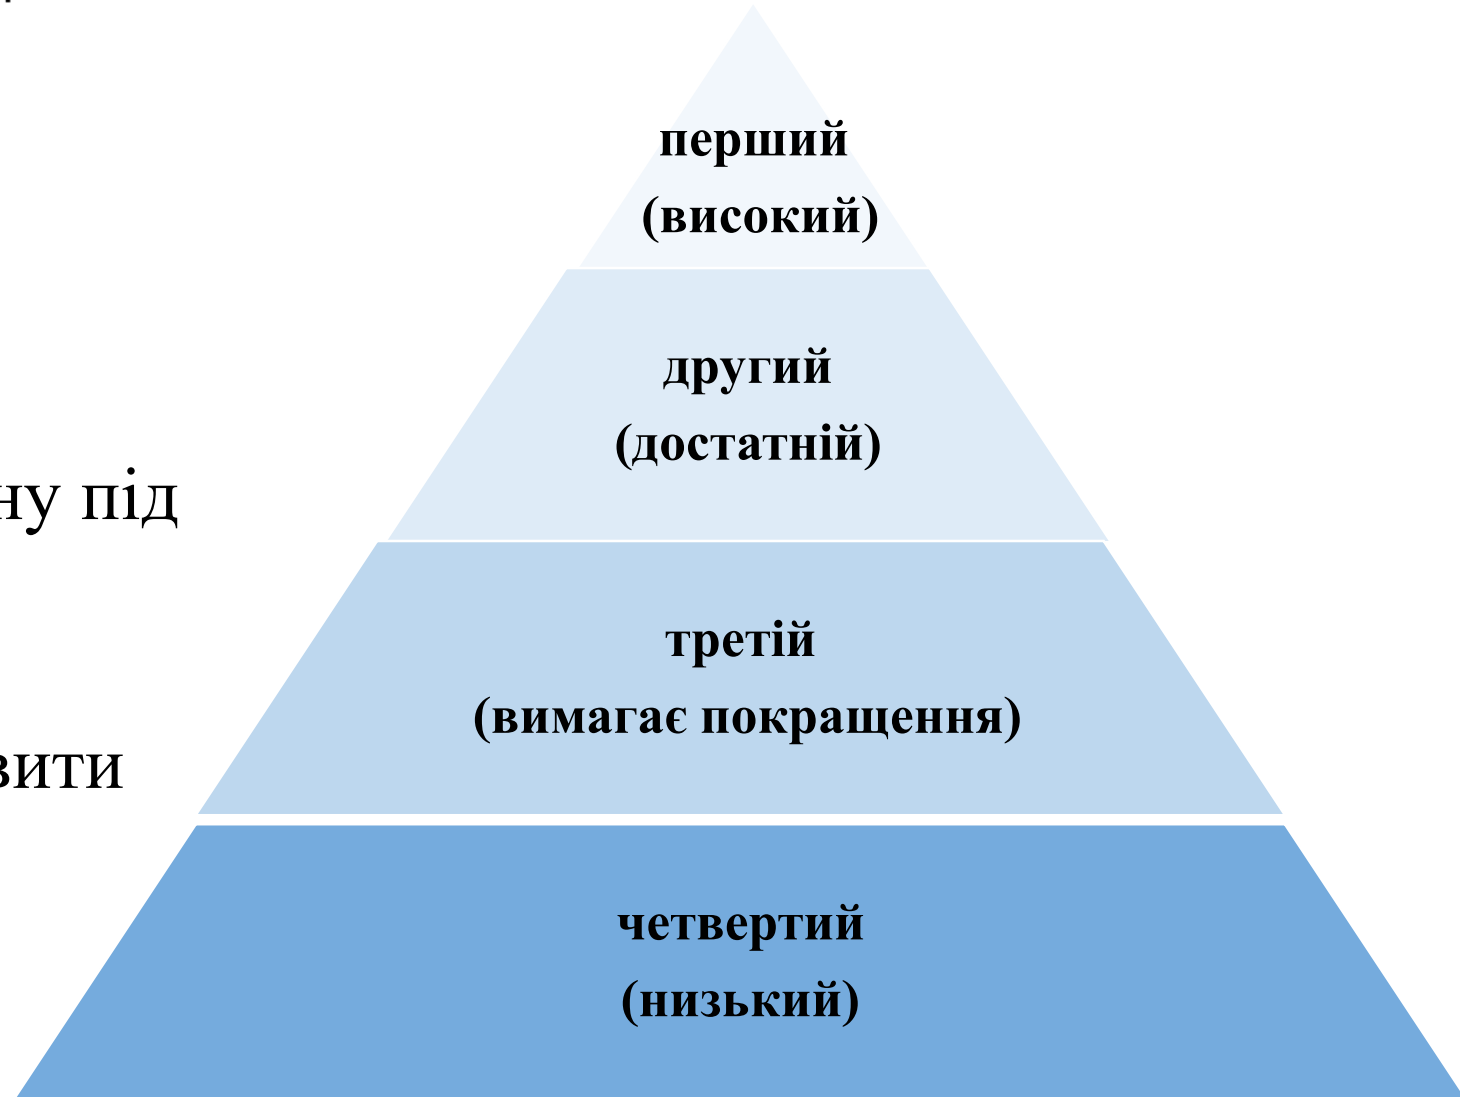 перший
(високий)
другий
(достатній)
ну під
третій
(вимагає покращення)
вити
четвертий
(низький)